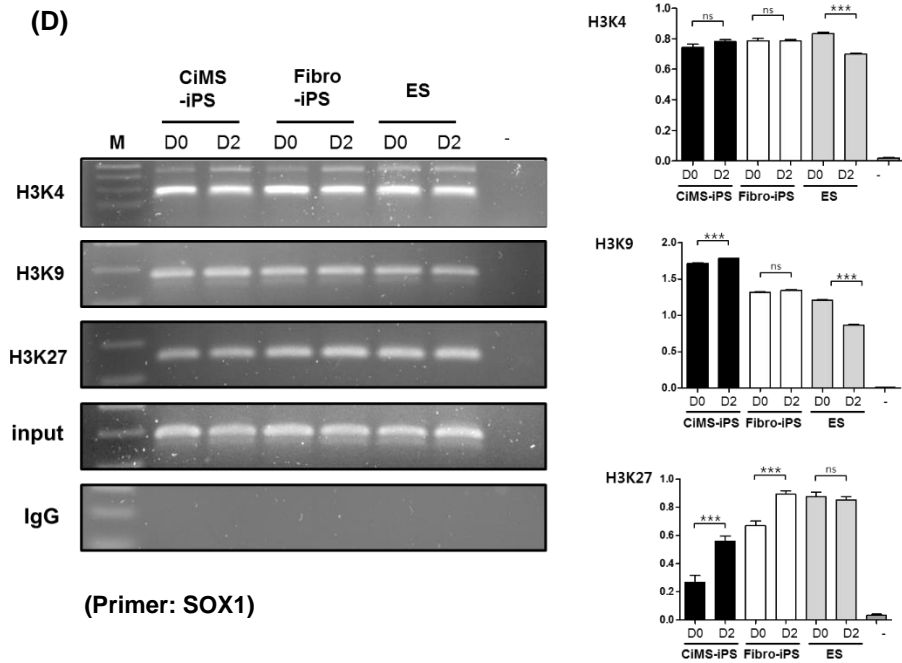 (D)
CiMS
-iPS
Fibro
-iPS
ES
M D0 D2 D0 D2 D0 D2 -
H3K4
H3K9
H3K27
input
IgG
(Primer: SOX1)
H3K4
ns ns ***
1.0
0.8
0.6
0.4
0.2
0.0
D0 D2 D0 D2 D0 D2 -
CiMS-iPS Fibro-iPS ES
H3K9
*** ns ***
2.0
1.5
1.0
0.5
0.0
D0 D2 D0 D2 D0 D2 -
CiMS-iPS Fibro-iPS ES
H3K27
*** *** ns
1.0
0.8
0.6
0.4
0.2
0.0
D0 D2 D0 D2 D0 D2 -
CiMS-iPS Fibro-iPS ES